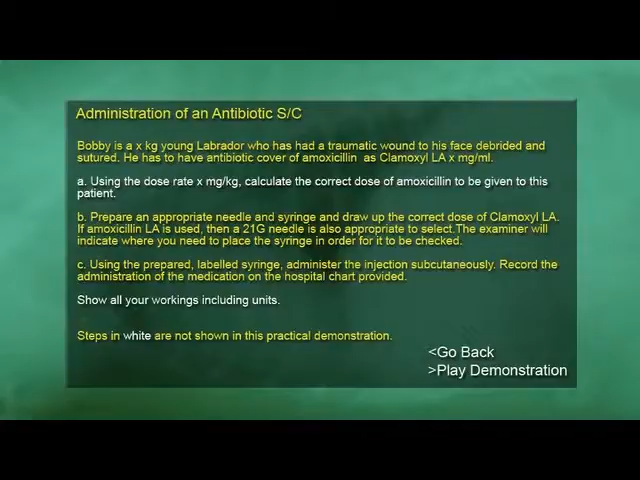 Administration of an Antibiotic S/C
Bobby is a x kg young Labrador who has had a traumatic wound to his face debrided and
sutured. He has to have antibiotic cover of amoxicillin as Clamoxyl LA x mg/ml.
a. Using the dose rate x mg/kg, calculate the correct dose of amoxicillin to be given to this
patient.
b. Prepare an appropriate needle and syringe and draw up the correct dose of Clamoxyl LA.
If amoxicillin LA is used, then a 21G needle is also appropriate to select.The examiner will
indicate where you need to place the syringe in order for it to be checked.
c. Using the prepared, labelled syringe, administer the injection subcutaneously. Record the
administration of the medication on the hospital chart provided.
Show all your workings including units.
Steps in white are not shown in this practical demonstration.
<Go Back
>Play Demonstration